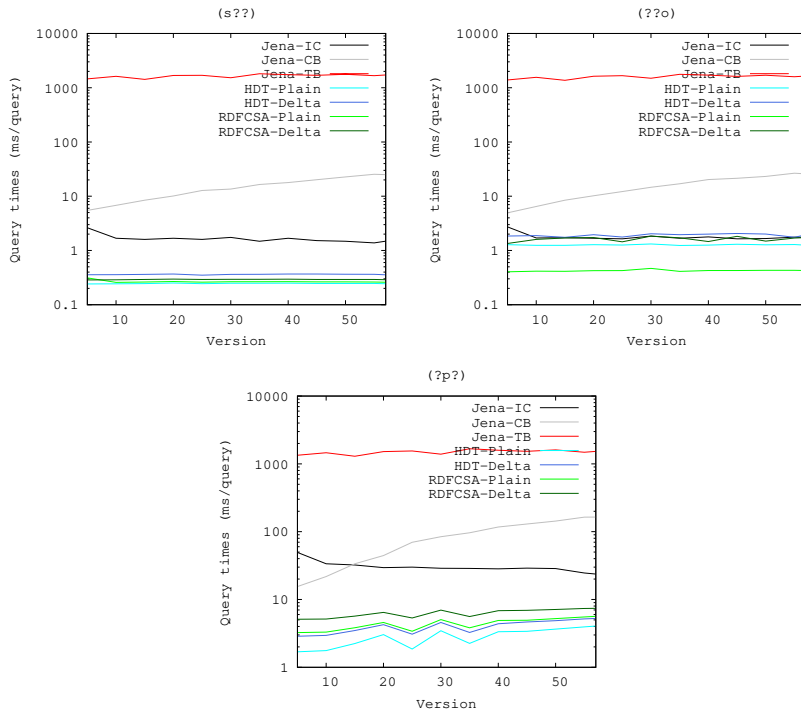 (s??)
10000
1000
100
10
1
0.1
Query times (ms/query)
Jena-IC
Jena-CB
Jena-TB
HDT-Plain
HDT-Delta
RDFCSA-Plain
RDFCSA-Delta
10 20 30 40 50
Version
(??o)
10000
1000
100
10
1
0.1
Query times (ms/query)
Jena-IC
Jena-CB
Jena-TB
HDT-Plain
HDT-Delta
RDFCSA-Plain
RDFCSA-Delta
10 20 30 40 50
Version
(?p?)
10000
1000
100
10
1
Query times (ms/query)
Jena-IC
Jena-CB
Jena-TB
HDT-Plain
HDT-Delta
RDFCSA-Plain
RDFCSA-Delta
10 20 30 40 50
Version